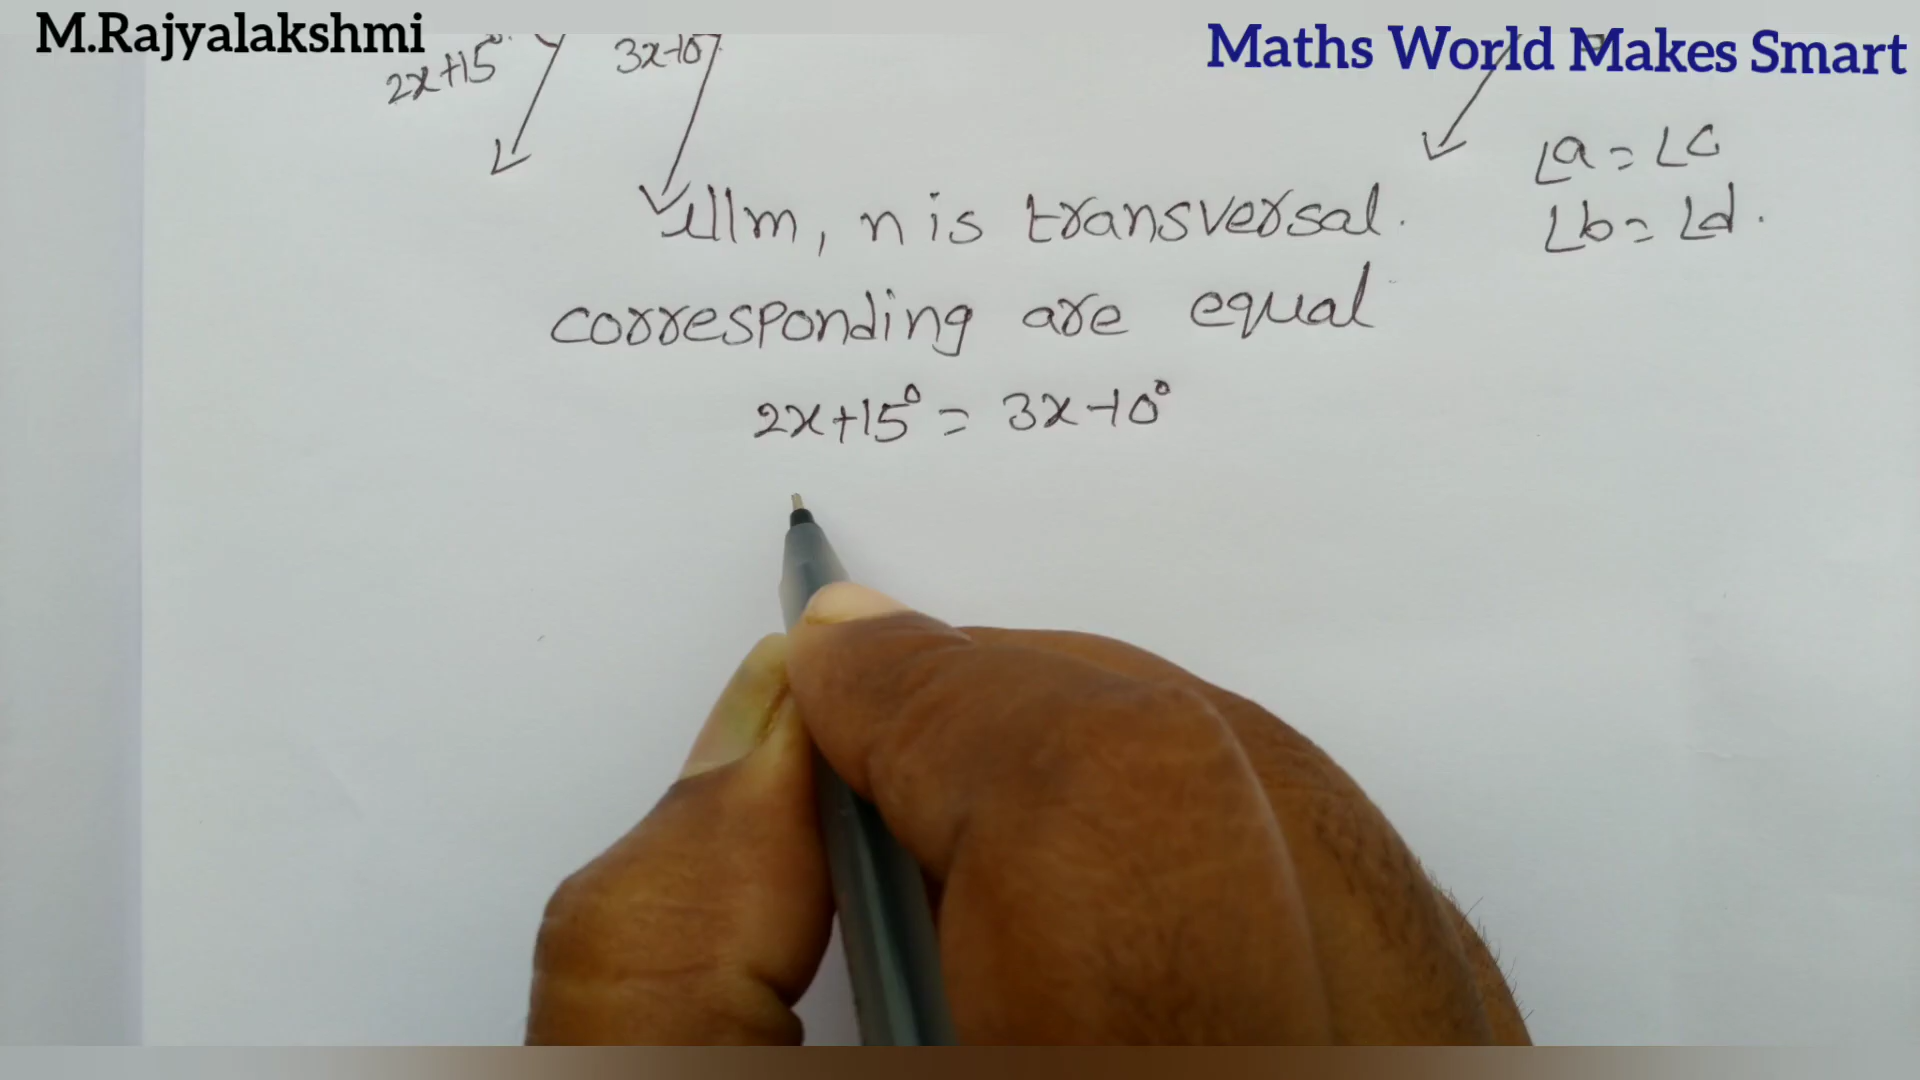 M.Rajyalakshmi
Maths World Makes Smart
2x+15°
3x-10
∠a = ∠c
l||m, n is transversal.
∠b = ∠d.
corresponding are equal
2x+15° = 3x-10°